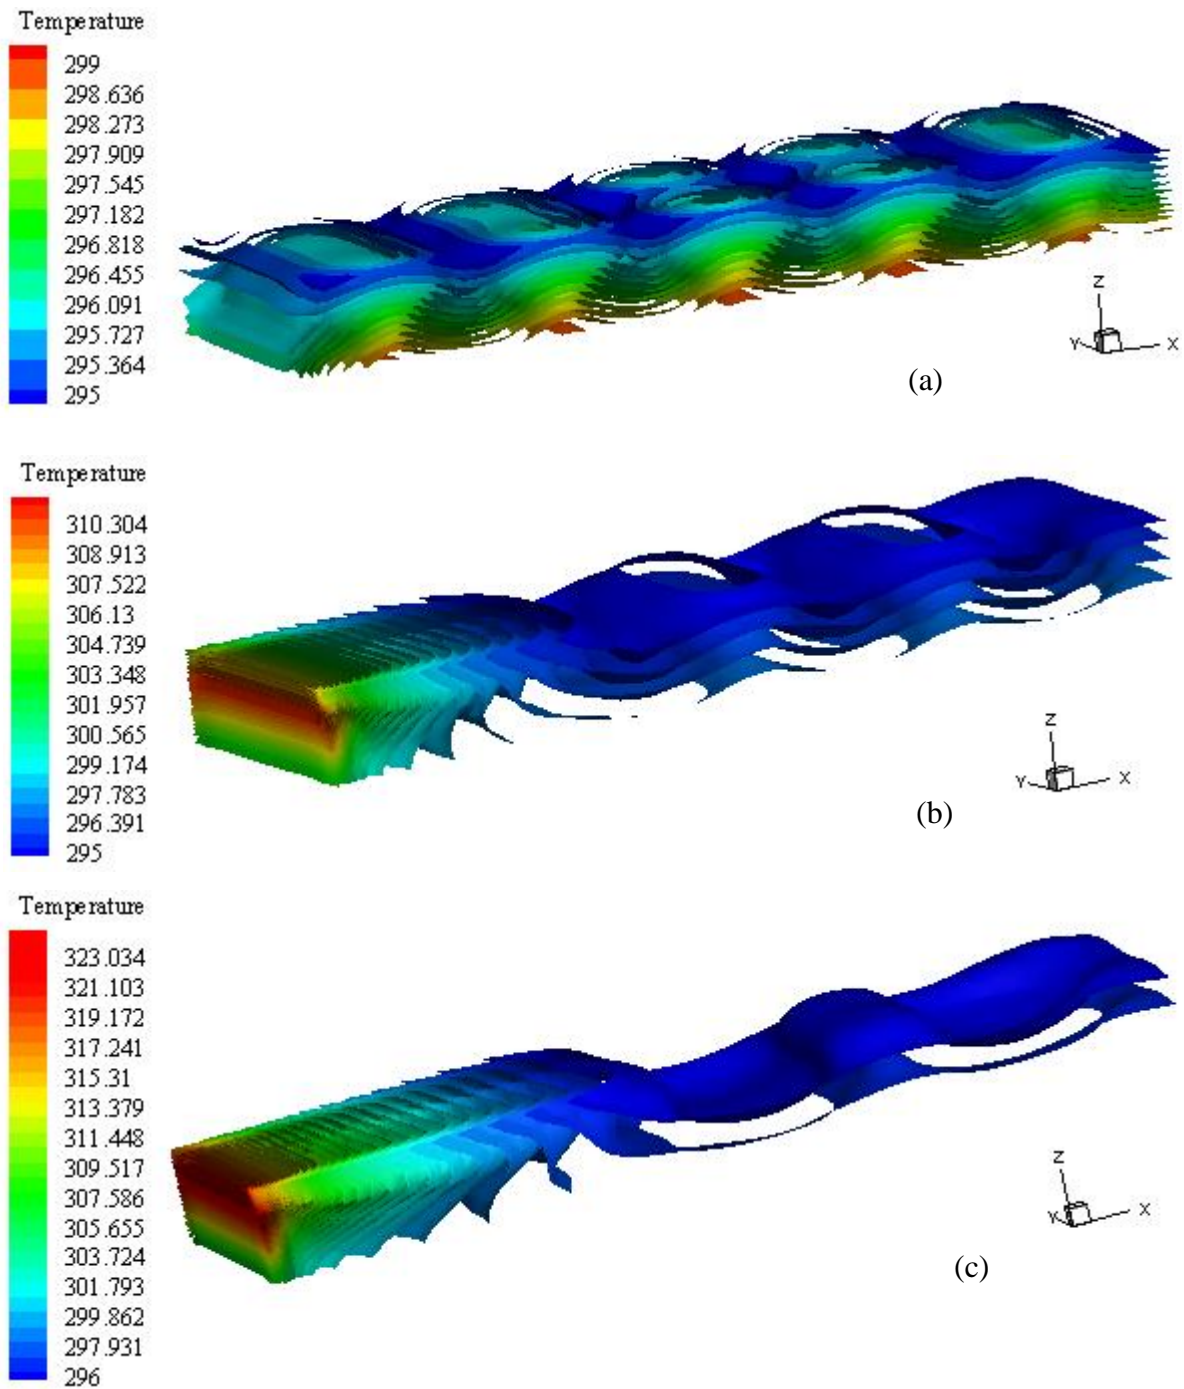 Temperature
299
298.636
298.273
297.909
297.545
297.182
296.818
296.455
296.091
295.727
295.364
295
Z
Y
X
(a)
Temperature
310.304
308.913
307.522
306.13
304.739
303.348
301.957
300.565
299.174
297.783
296.391
295
Z
Y
X
(b)
Temperature
323.034
321.103
319.172
317.241
315.31
313.379
311.448
309.517
307.586
305.655
303.724
301.793
299.862
297.931
296
Z
Y
X
(c)